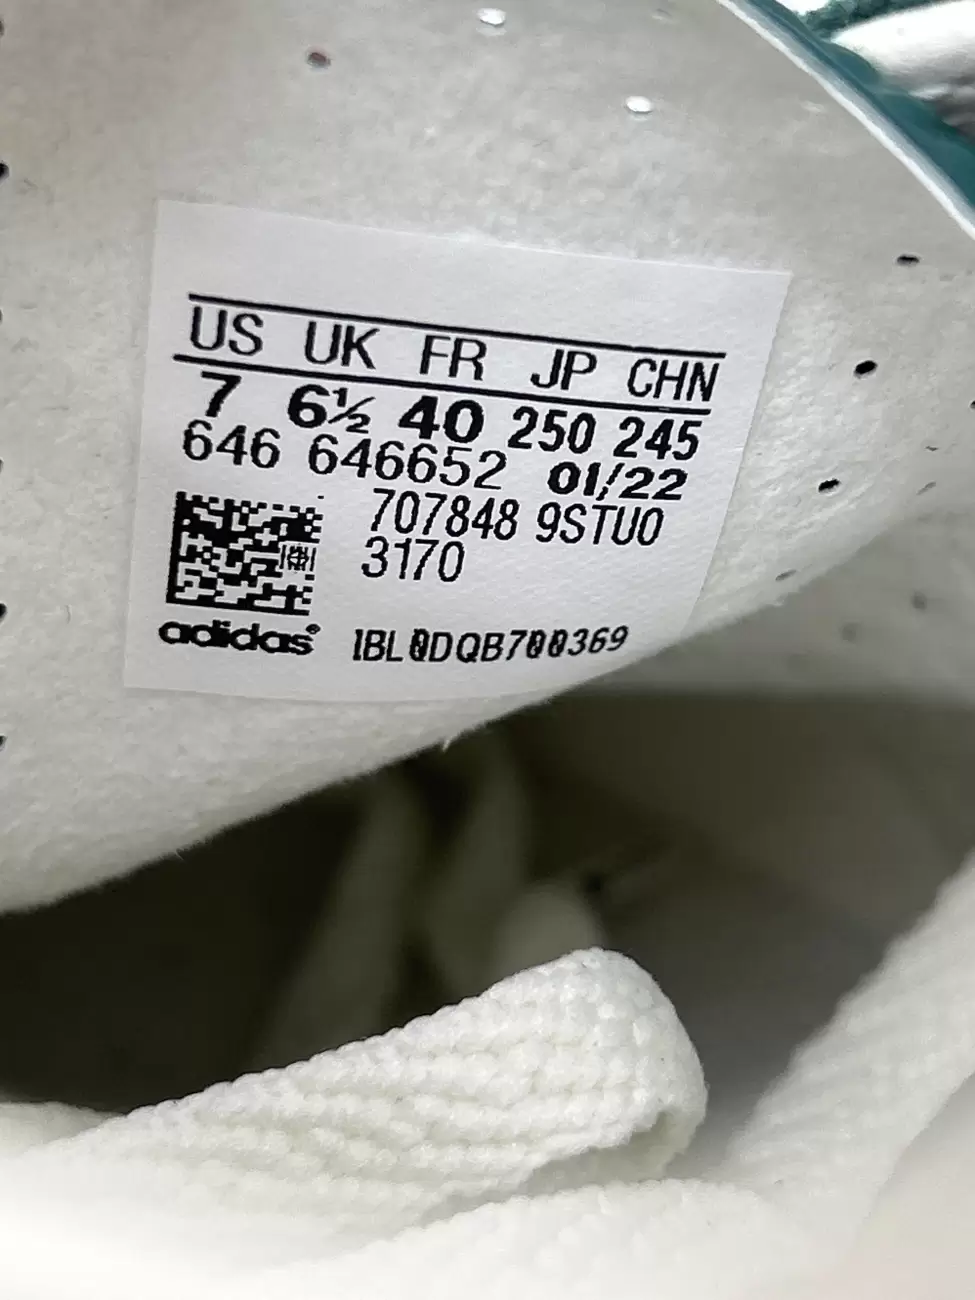 US UK FR JP CHN
7 6½ 40 250 245
646 646652 01/22
707848 9STU0
3170
adidas®
1BL0DQB700369